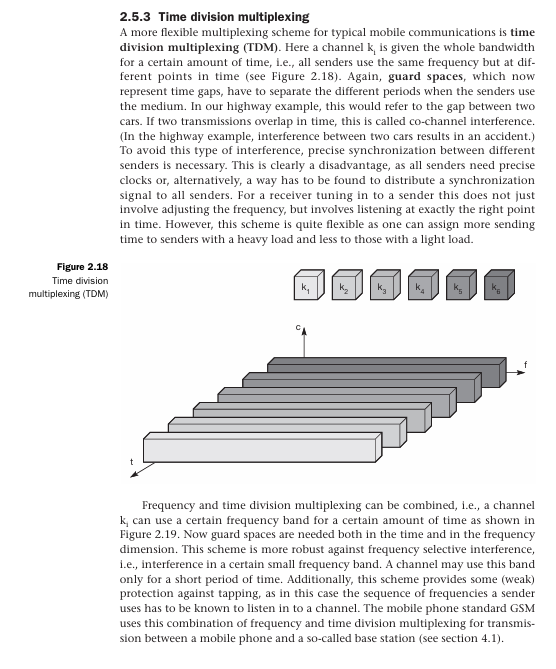 2.5.3 Time division multiplexing
A more flexible multiplexing scheme for typical mobile communications is time
division multiplexing (TDM). Here a channel ki is given the whole bandwidth
for a certain amount of time, i.e., all senders use the same frequency but at dif-
ferent points in time (see Figure 2.18). Again, guard spaces, which now
represent time gaps, have to separate the different periods when the senders use
the medium. In our highway example, this would refer to the gap between two
cars. If two transmissions overlap in time, this is called co-channel interference.
(In the highway example, interference between two cars results in an accident.)
To avoid this type of interference, precise synchronization between different
senders is necessary. This is clearly a disadvantage, as all senders need precise
clocks or, alternatively, a way has to be found to distribute a synchronization
signal to all senders. For a receiver tuning in to a sender this does not just
involve adjusting the frequency, but involves listening at exactly the right point
in time. However, this scheme is quite flexible as one can assign more sending
time to senders with a heavy load and less to those with a light load.
Figure 2.18
Time division
multiplexing (TDM)
k1 k2 k3 k4 k5 k6
c
f
t
Frequency and time division multiplexing can be combined, i.e., a channel
ki can use a certain frequency band for a certain amount of time as shown in
Figure 2.19. Now guard spaces are needed both in the time and in the frequency
dimension. This scheme is more robust against frequency selective interference,
i.e., interference in a certain small frequency band. A channel may use this band
only for a short period of time. Additionally, this scheme provides some (weak)
protection against tapping, as in this case the sequence of frequencies a sender
uses has to be known to listen in to a channel. The mobile phone standard GSM
uses this combination of frequency and time division multiplexing for transmis-
sion between a mobile phone and a so-called base station (see section 4.1).